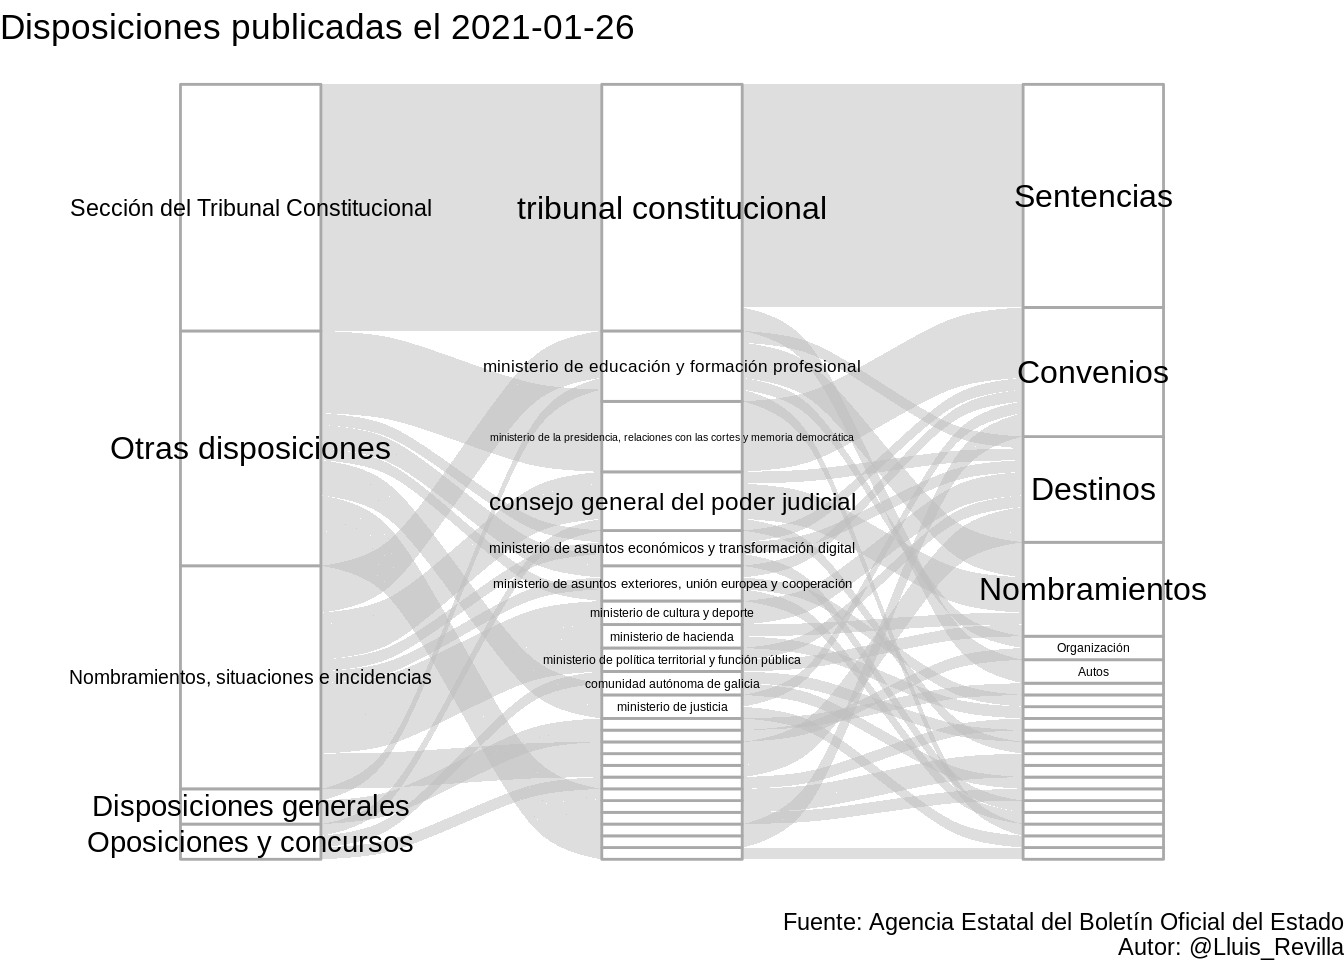 Disposiciones publicadas el 2021-01-26
Sección del Tribunal Constitucional
Otras disposiciones
Nombramientos, situaciones e incidencias
Disposiciones generales
Oposiciones y concursos
tribunal constitucional
ministerio de educación y formación profesional
ministerio de la presidencia, relaciones con las cortes y memoria democrática
consejo general del poder judicial
ministerio de asuntos económicos y transformación digital
ministerio de asuntos exteriores, unión europea y cooperación
ministerio de cultura y deporte
ministerio de hacienda
ministerio de política territorial y función pública
comunidad autónoma de galicia
ministerio de justicia
Sentencias
Convenios
Destinos
Nombramientos
Organización
Autos
Fuente: Agencia Estatal del Boletín Oficial del Estado
Autor: @Lluis_Revilla